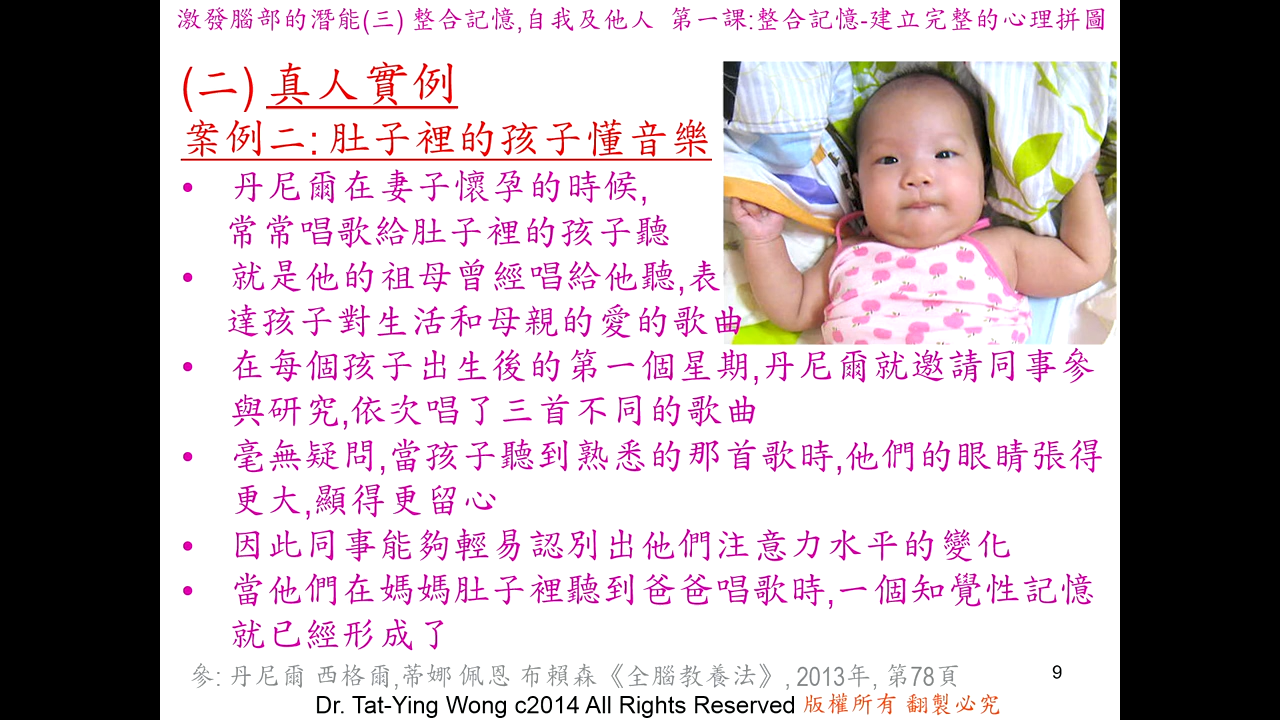 激發腦部的潛能(三) 整合記憶,自我及他人 第一課:整合記憶-建立完整的心理拼圖
(二) 真人實例
案例二: 肚子裡的孩子懂音樂
• 丹尼爾在妻子懷孕的時候,
常常唱歌給肚子裡的孩子聽
• 就是他的祖母曾經唱給他聽,表
達孩子對生活和母親的愛的歌曲
• 在每個孩子出生後的第一個星期,丹尼爾就邀請同事參
與研究,依次唱了三首不同的歌曲
• 毫無疑問,當孩子聽到熟悉的那首歌時,他們的眼睛張得
更大,顯得更留心
• 因此同事能夠輕易認別出他們注意力水平的變化
• 當他們在媽媽肚子裡聽到爸爸唱歌時,一個知覺性記憶
就已經形成了
參: 丹尼爾 西格爾,蒂娜 佩恩 布賴森《全腦教養法》, 2013年, 第78頁
9
Dr. Tat-Ying Wong c2014 All Rights Reserved 版權所有 翻製必究